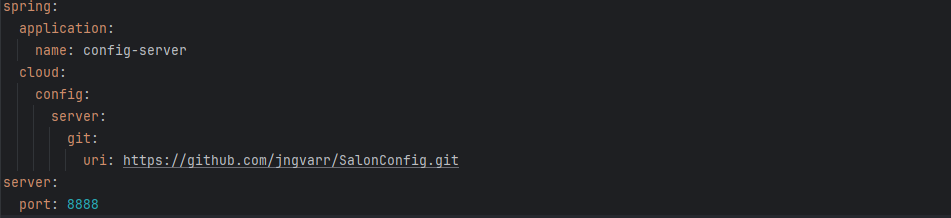 spring:
  application:
    name: config-server
  cloud:
    config:
      server:
        git:
          uri: https://github.com/jngvarr/SalonConfig.git
server:
  port: 8888